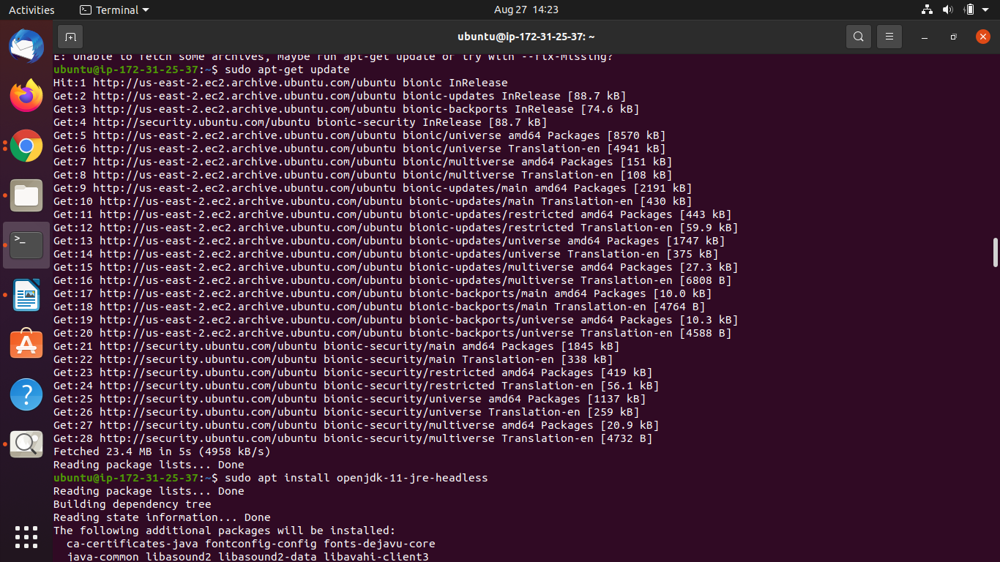 Activities
Terminal
Aug 27 14:23
ubuntu@ip-172-31-25-37: ~
E: Unable to fetch some archives, maybe run apt-get update or try with --fix-missing?
ubuntu@ip-172-31-25-37:~$ sudo apt-get update
Hit:1 http://us-east-2.ec2.archive.ubuntu.com/ubuntu bionic InRelease
Get:2 http://us-east-2.ec2.archive.ubuntu.com/ubuntu bionic-updates InRelease [88.7 kB]
Get:3 http://us-east-2.ec2.archive.ubuntu.com/ubuntu bionic-backports InRelease [74.6 kB]
Get:4 http://security.ubuntu.com/ubuntu bionic-security InRelease [88.7 kB]
Get:5 http://us-east-2.ec2.archive.ubuntu.com/ubuntu bionic/universe amd64 Packages [8570 kB]
Get:6 http://us-east-2.ec2.archive.ubuntu.com/ubuntu bionic/universe Translation-en [4941 kB]
Get:7 http://us-east-2.ec2.archive.ubuntu.com/ubuntu bionic/multiverse amd64 Packages [151 kB]
Get:8 http://us-east-2.ec2.archive.ubuntu.com/ubuntu bionic/multiverse Translation-en [108 kB]
Get:9 http://us-east-2.ec2.archive.ubuntu.com/ubuntu bionic-updates/main amd64 Packages [2191 kB]
Get:10 http://us-east-2.ec2.archive.ubuntu.com/ubuntu bionic-updates/main Translation-en [430 kB]
Get:11 http://us-east-2.ec2.archive.ubuntu.com/ubuntu bionic-updates/restricted amd64 Packages [443 kB]
Get:12 http://us-east-2.ec2.archive.ubuntu.com/ubuntu bionic-updates/restricted Translation-en [59.9 kB]
Get:13 http://us-east-2.ec2.archive.ubuntu.com/ubuntu bionic-updates/universe amd64 Packages [1747 kB]
Get:14 http://us-east-2.ec2.archive.ubuntu.com/ubuntu bionic-updates/universe Translation-en [375 kB]
Get:15 http://us-east-2.ec2.archive.ubuntu.com/ubuntu bionic-updates/multiverse amd64 Packages [27.3 kB]
Get:16 http://us-east-2.ec2.archive.ubuntu.com/ubuntu bionic-updates/multiverse Translation-en [6808 B]
Get:17 http://us-east-2.ec2.archive.ubuntu.com/ubuntu bionic-backports/main amd64 Packages [10.0 kB]
Get:18 http://us-east-2.ec2.archive.ubuntu.com/ubuntu bionic-backports/main Translation-en [4764 B]
Get:19 http://us-east-2.ec2.archive.ubuntu.com/ubuntu bionic-backports/universe amd64 Packages [10.3 kB]
Get:20 http://us-east-2.ec2.archive.ubuntu.com/ubuntu bionic-backports/universe Translation-en [4588 B]
Get:21 http://security.ubuntu.com/ubuntu bionic-security/main amd64 Packages [1845 kB]
Get:22 http://security.ubuntu.com/ubuntu bionic-security/main Translation-en [338 kB]
Get:23 http://security.ubuntu.com/ubuntu bionic-security/restricted amd64 Packages [419 kB]
Get:24 http://security.ubuntu.com/ubuntu bionic-security/restricted Translation-en [56.1 kB]
Get:25 http://security.ubuntu.com/ubuntu bionic-security/universe amd64 Packages [1137 kB]
Get:26 http://security.ubuntu.com/ubuntu bionic-security/universe Translation-en [259 kB]
Get:27 http://security.ubuntu.com/ubuntu bionic-security/multiverse amd64 Packages [20.9 kB]
Get:28 http://security.ubuntu.com/ubuntu bionic-security/multiverse Translation-en [4732 B]
Fetched 23.4 MB in 5s (4958 kB/s)
Reading package lists... Done
ubuntu@ip-172-31-25-37:~$ sudo apt install openjdk-11-jre-headless
Reading package lists... Done
Building dependency tree
Reading state information... Done
The following additional packages will be installed:
ca-certificates-java fontconfig-config fonts-dejavu-core
java-common libasound2 libasound2-data libavahi-client3